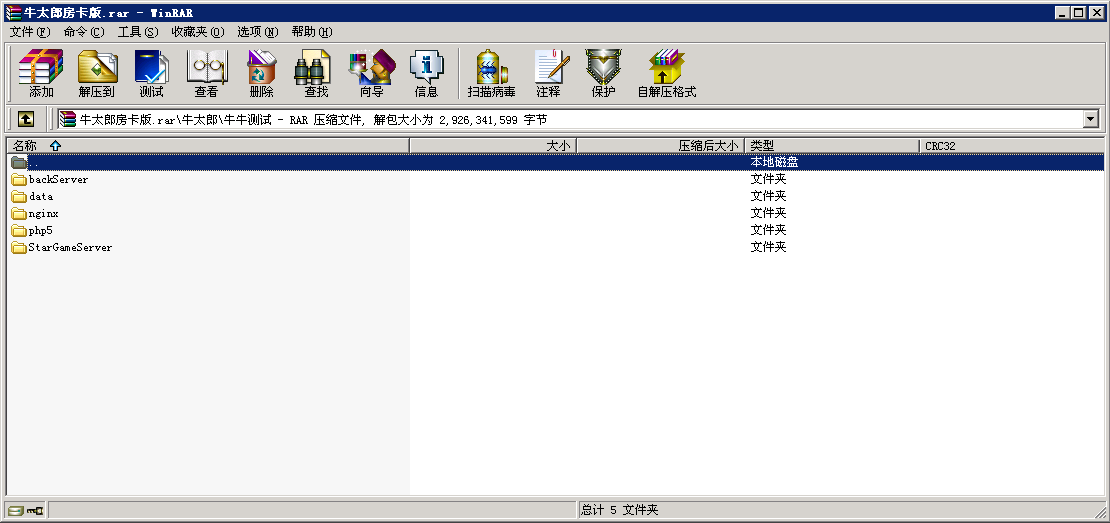 牛太郎房卡版.rar - WinRAR
文件(F) 命令(C) 工具(S) 收藏夹(O) 选项(N) 帮助(H)
添加 解压到 测试 查看 删除 查找 向导 信息 扫描病毒 注释 保护 自解压格式
牛太郎房卡版.rar\牛太郎\牛牛测试 - RAR 压缩文件, 解包大小为 2,926,341,599 字节
名称 大小 压缩后大小 类型 CRC32
.. 本地磁盘
backServer 文件夹
data 文件夹
nginx 文件夹
php5 文件夹
StarGameServer 文件夹
总计 5 文件夹